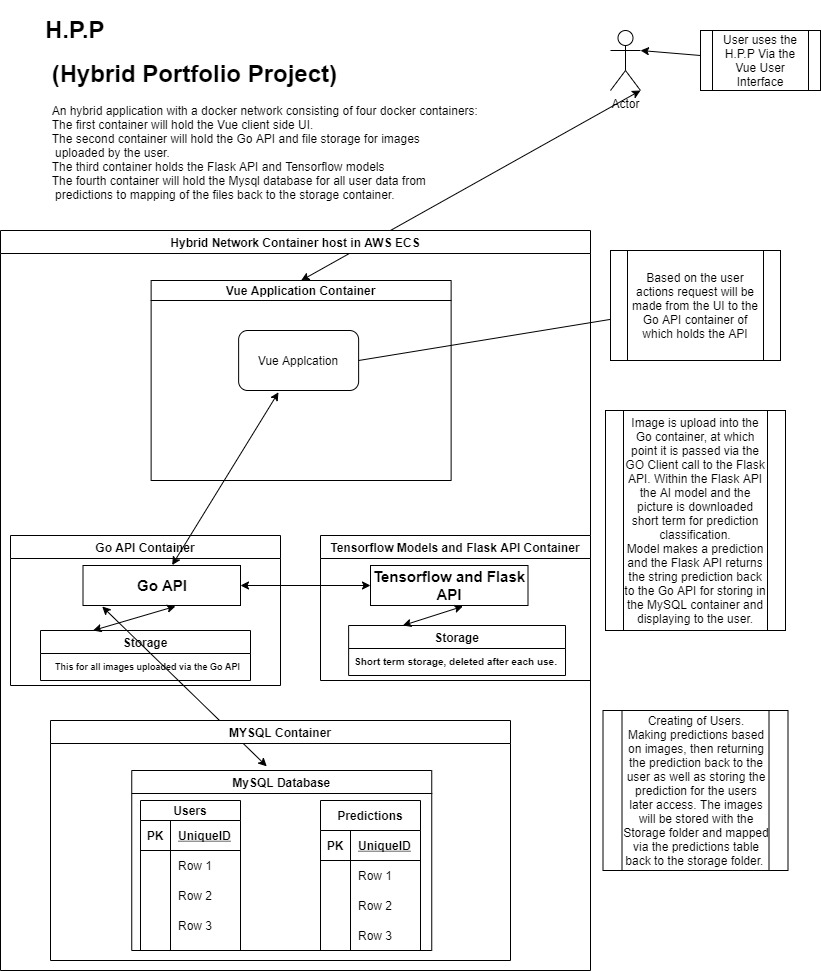 H.P.P
(Hybrid Portfolio Project)
An hybrid application with a docker network consisting of four docker containers:
The first container will hold the Vue client side UI.
The second container will hold the Go API and file storage for images
uploaded by the user.
The third container holds the Flask API and Tensorflow models
The fourth container will hold the Mysql database for all user data from
predictions to mapping of the files back to the storage container.
Actor
User uses the
H.P.P Via the
Vue User
Interface
Hybrid Network Container host in AWS ECS
Vue Application Container
Vue Applcation
Based on the user
actions request will be
made from the UI to the
Go API container of
which holds the API
Image is upload into the
Go container, at which
point it is passed via the
GO Client call to the Flask
API. Within the Flask API
the AI model and the
picture is downloaded
short term for prediction
classification.
Model makes a prediction
and the Flask API returns
the string prediction back
to the Go API for storing in
the MySQL container and
displaying to the user.
Go API Container
Go API
Storage
This for all images uploaded via the Go API
Tensorflow Models and Flask API Container
Tensorflow and Flask
API
Storage
Short term storage, deleted after each use.
MYSQL Container
MySQL Database
Users
PK
UniqueID
Row 1
Row 2
Row 3
Predictions
PK
UniqueID
Row 1
Row 2
Row 3
Creating of Users.
Making predictions based
on images, then returning
the prediction back to the
user as well as storing the
prediction for the users
later access. The images
will be stored with the
Storage folder and mapped
via the predictions table
back to the storage folder.